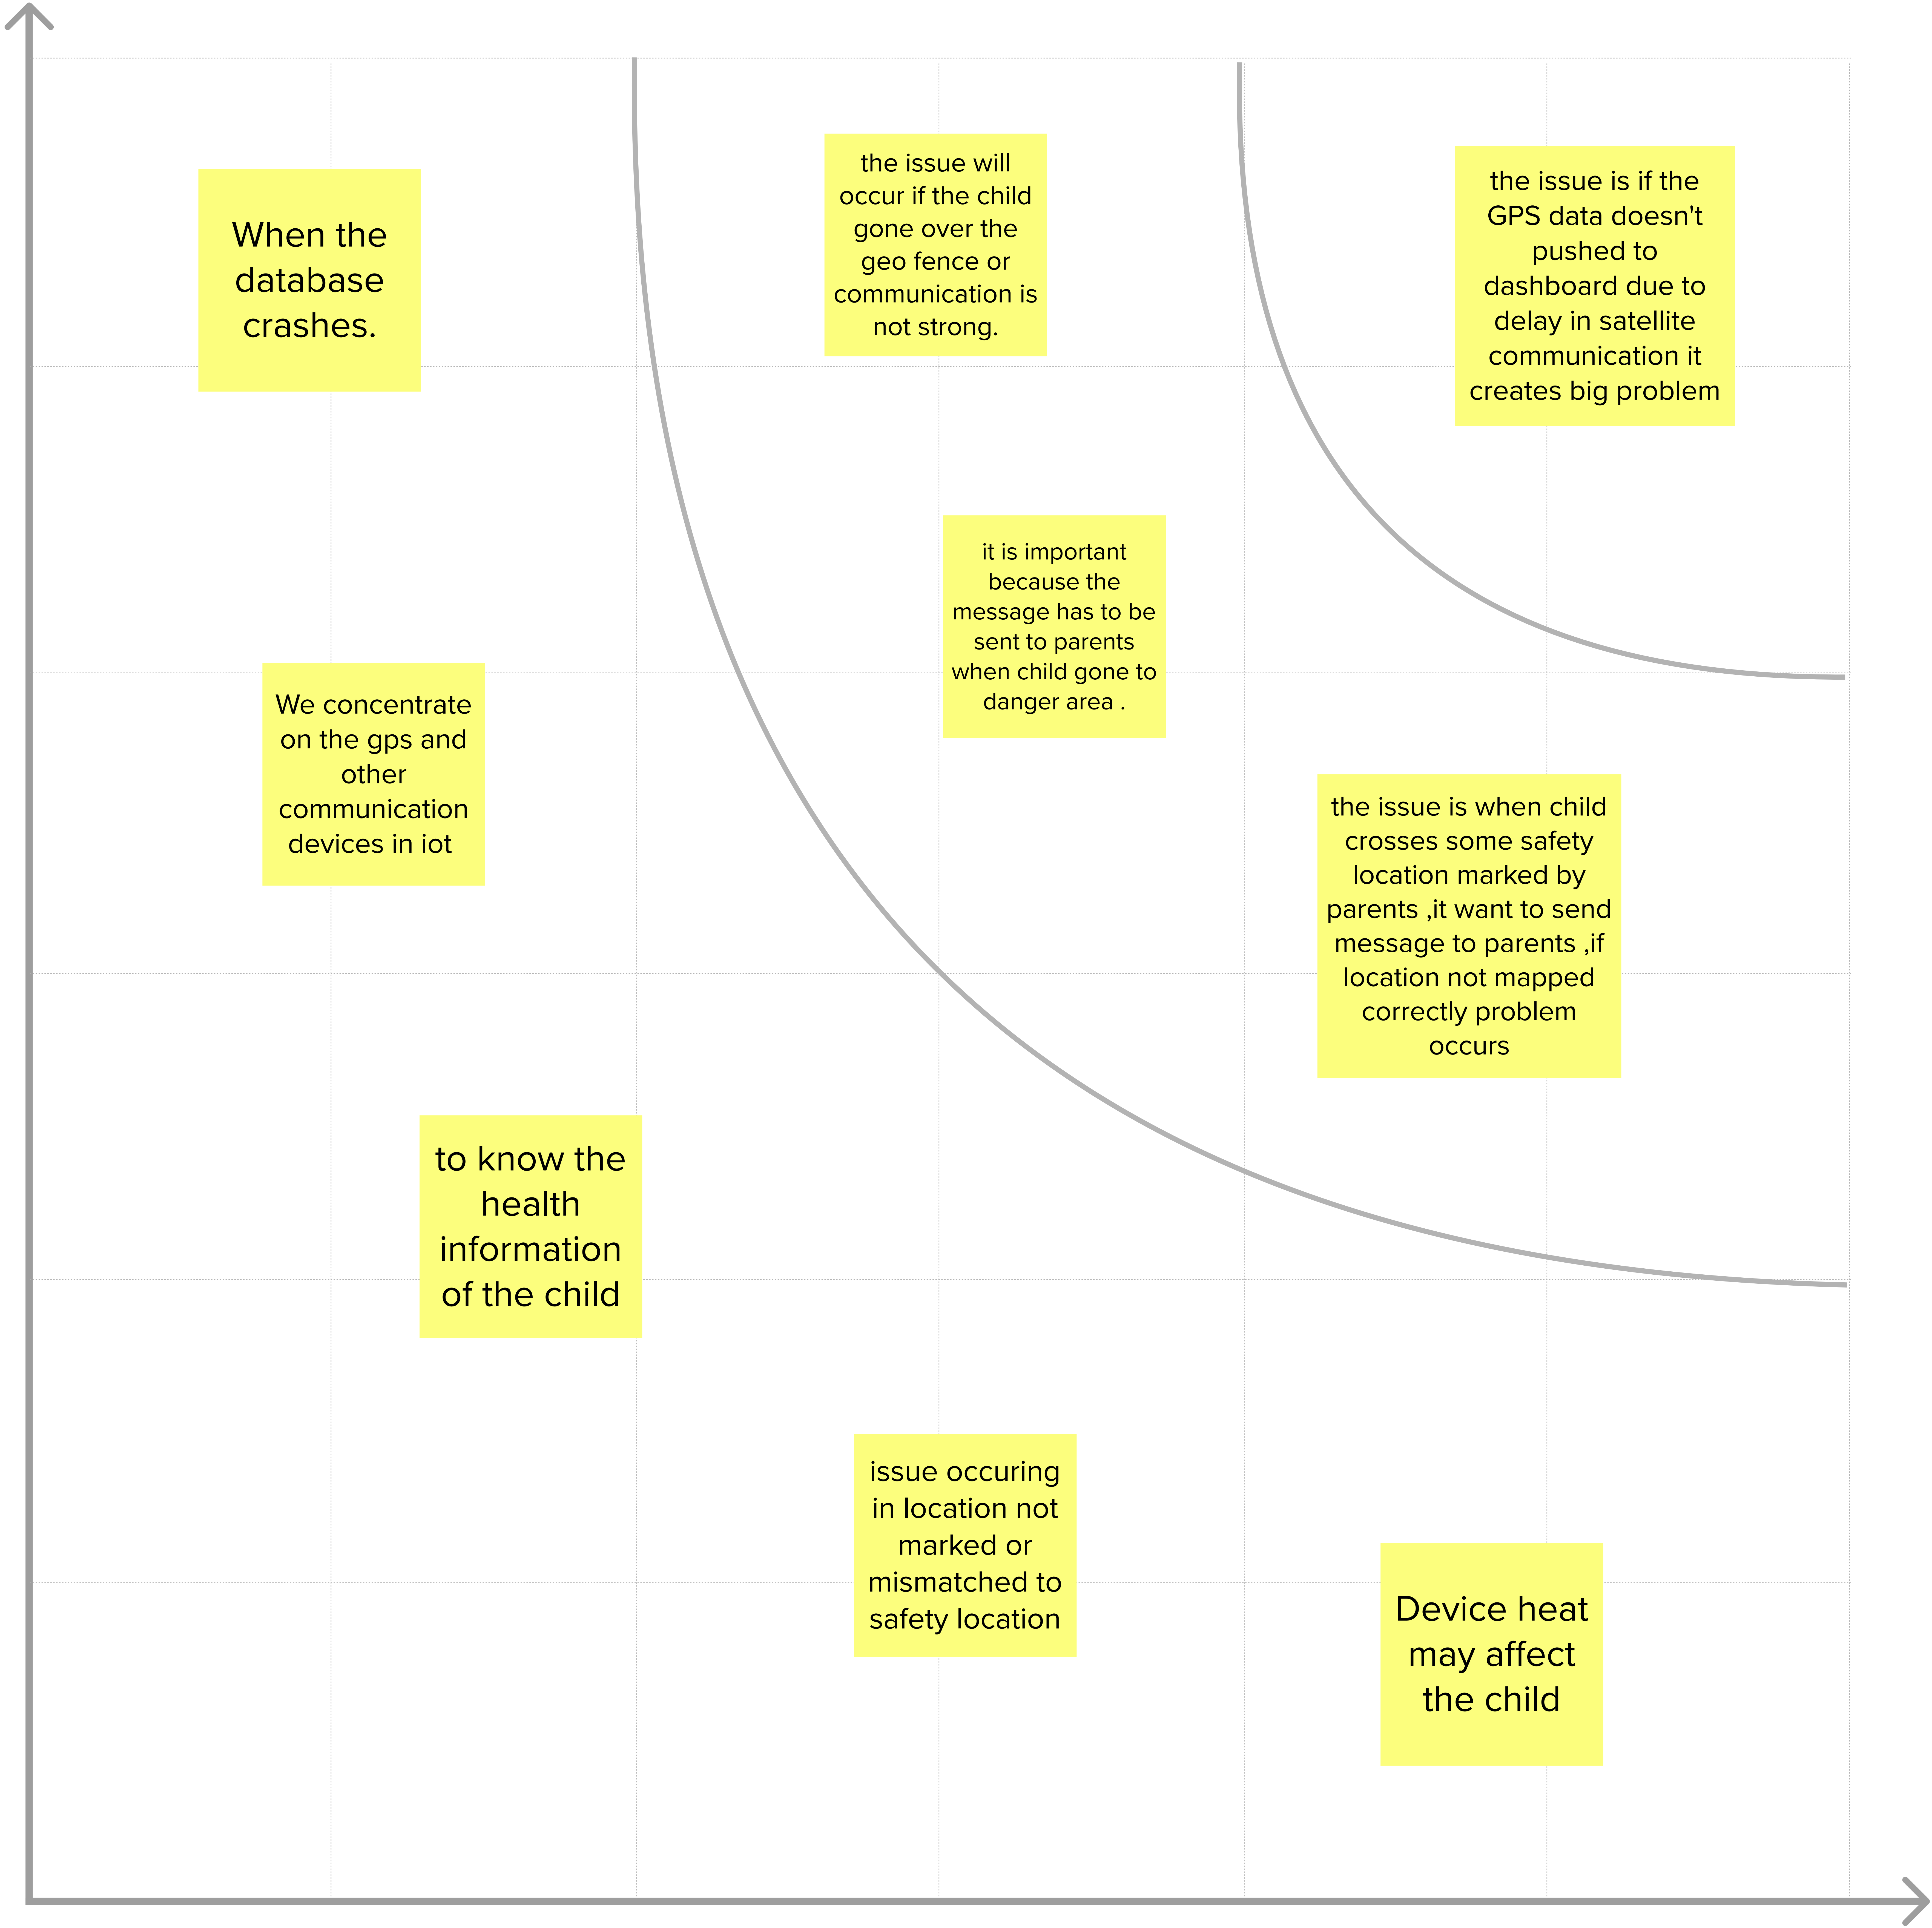 When the
database
crashes.
the issue will
occur if the child
gone over the
geo fence or
communication is
not strong.
the issue is if the
GPS data doesn't
pushed to
dashboard due to
delay in satellite
communication it
creates big problem
it is important
because the
message has to be
sent to parents
when child gone to
danger area .
We concentrate
on the gps and
other
communication
devices in iot
the issue is when child
crosses some safety
location marked by
parents ,it want to send
message to parents ,if
location not mapped
correctly problem
occurs
to know the
health
information
of the child
issue occuring
in location not
marked or
mismatched to
safety location
Device heat
may affect
the child